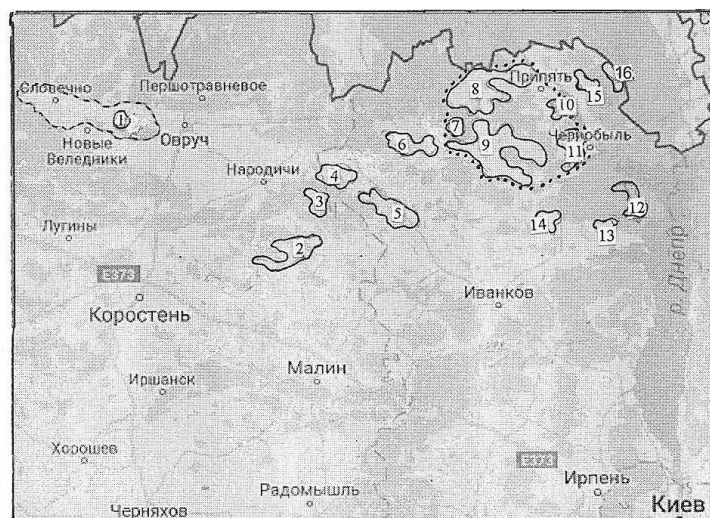 С
Словечно
Першотравневое
Припять
16
15
8
10
1
Овруч
7
Чернобыль
Новые
Веледники
6
9
11
Народичи
4
3
5
12
Лугины
14
13
2
E373
р. Днепр
Иванков
Коростень
Малин
Иршанск
Хорошев
E373
Ирпень
Радомышль
Киев
Черняхов